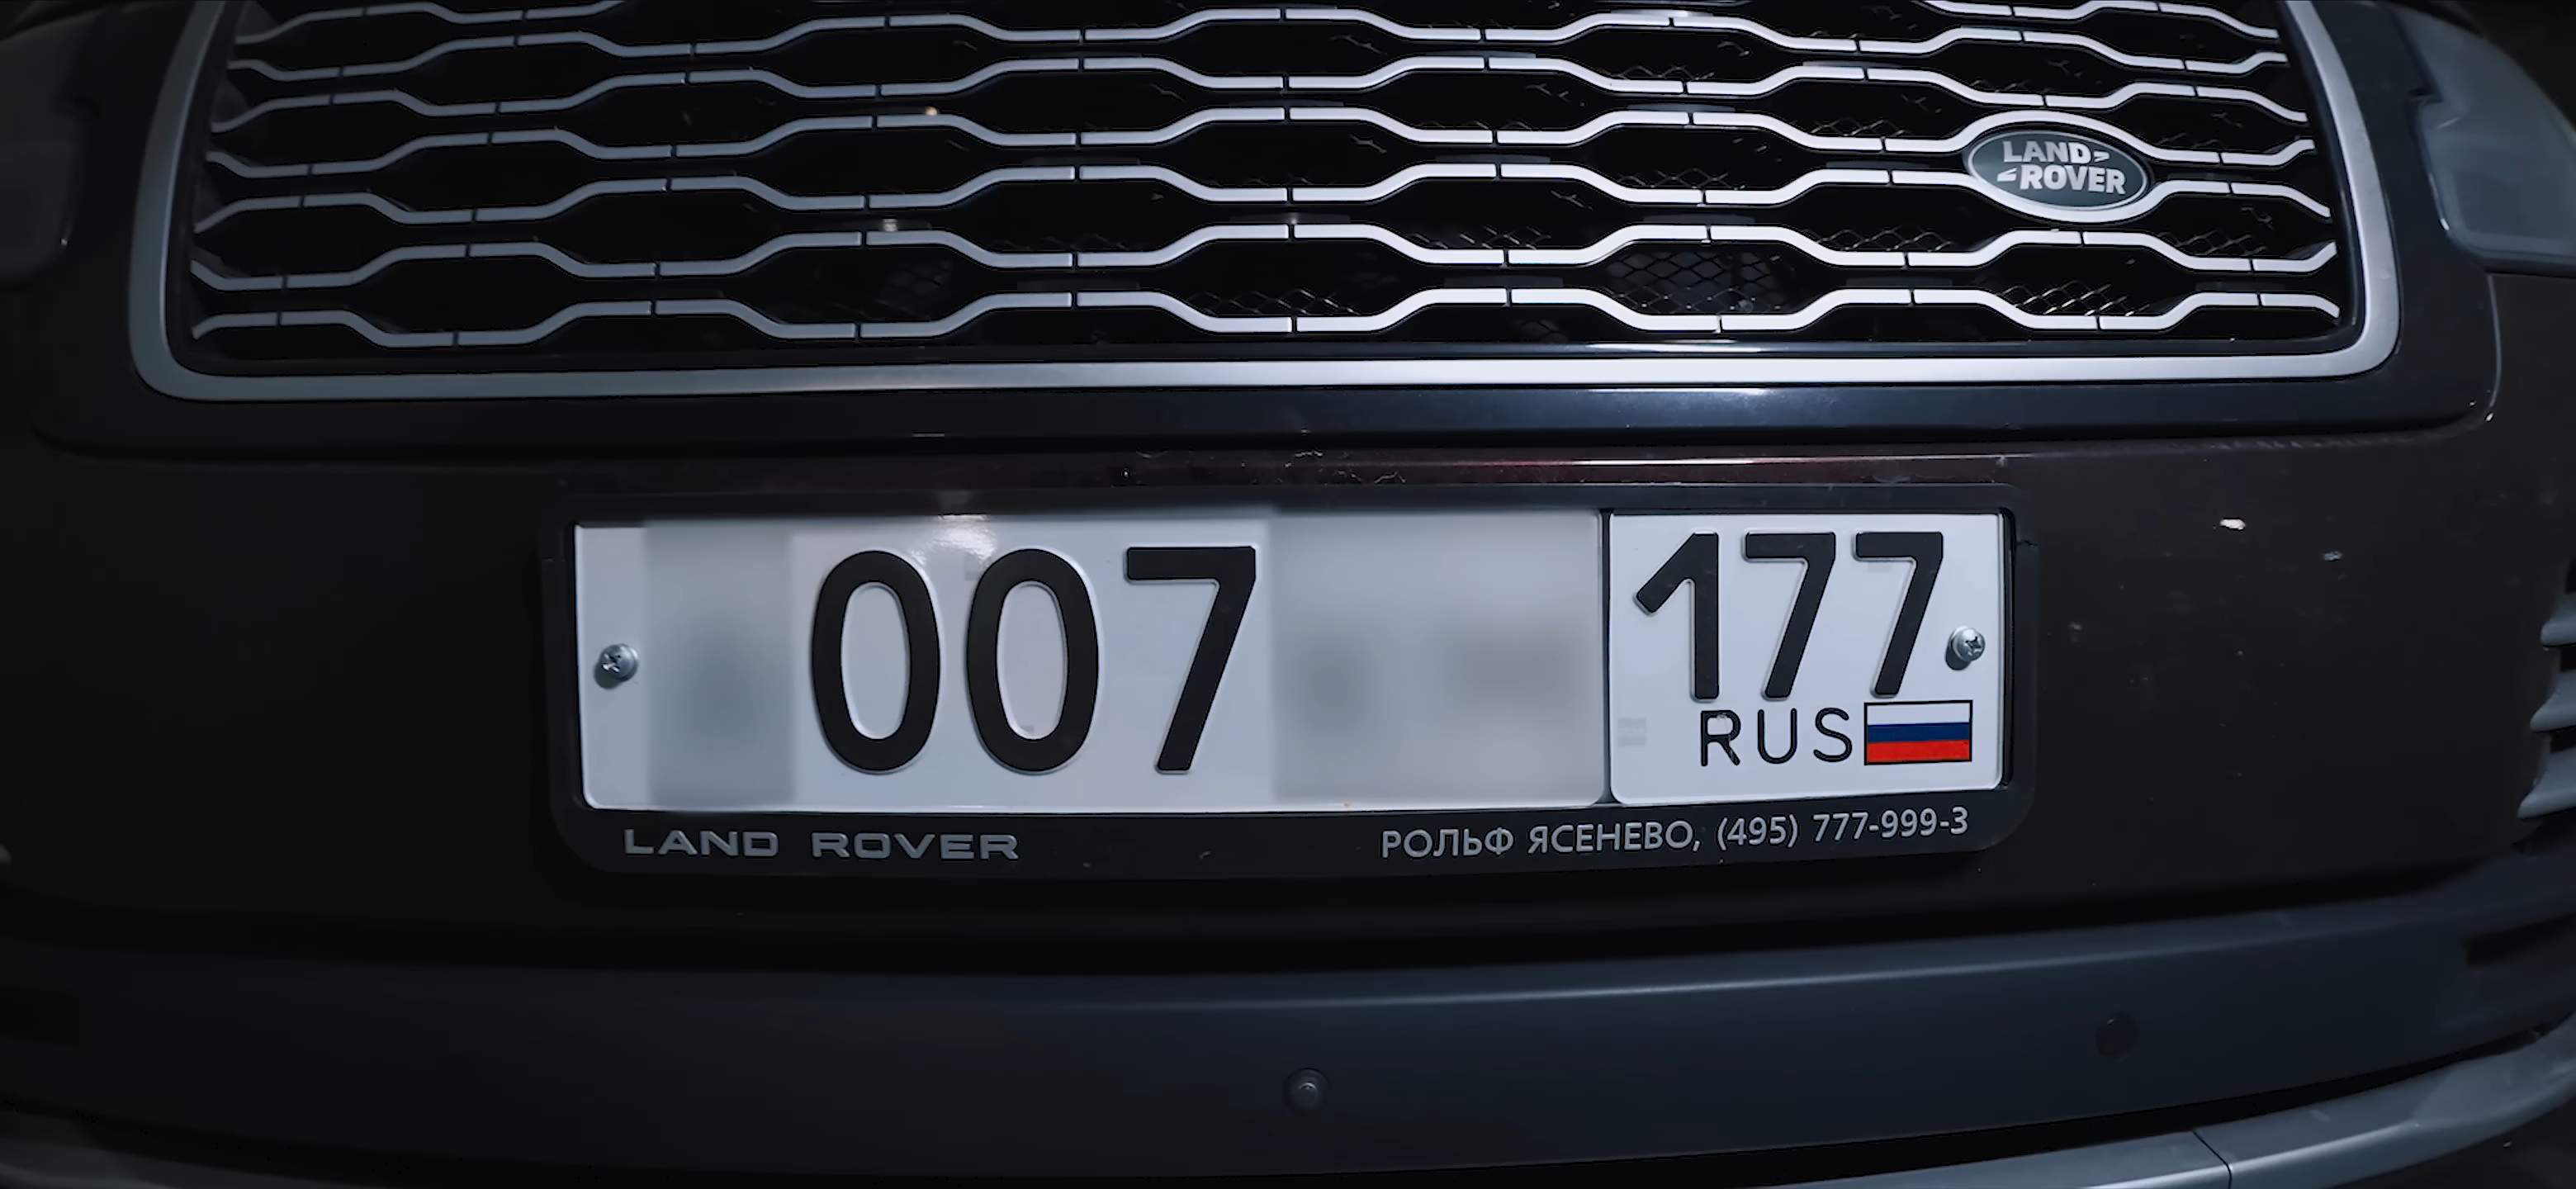 LAND
ROVER
007 177
RUS
LAND ROVER
РОЛЬФ ЯСЕНЕВО, (495) 777-999-3